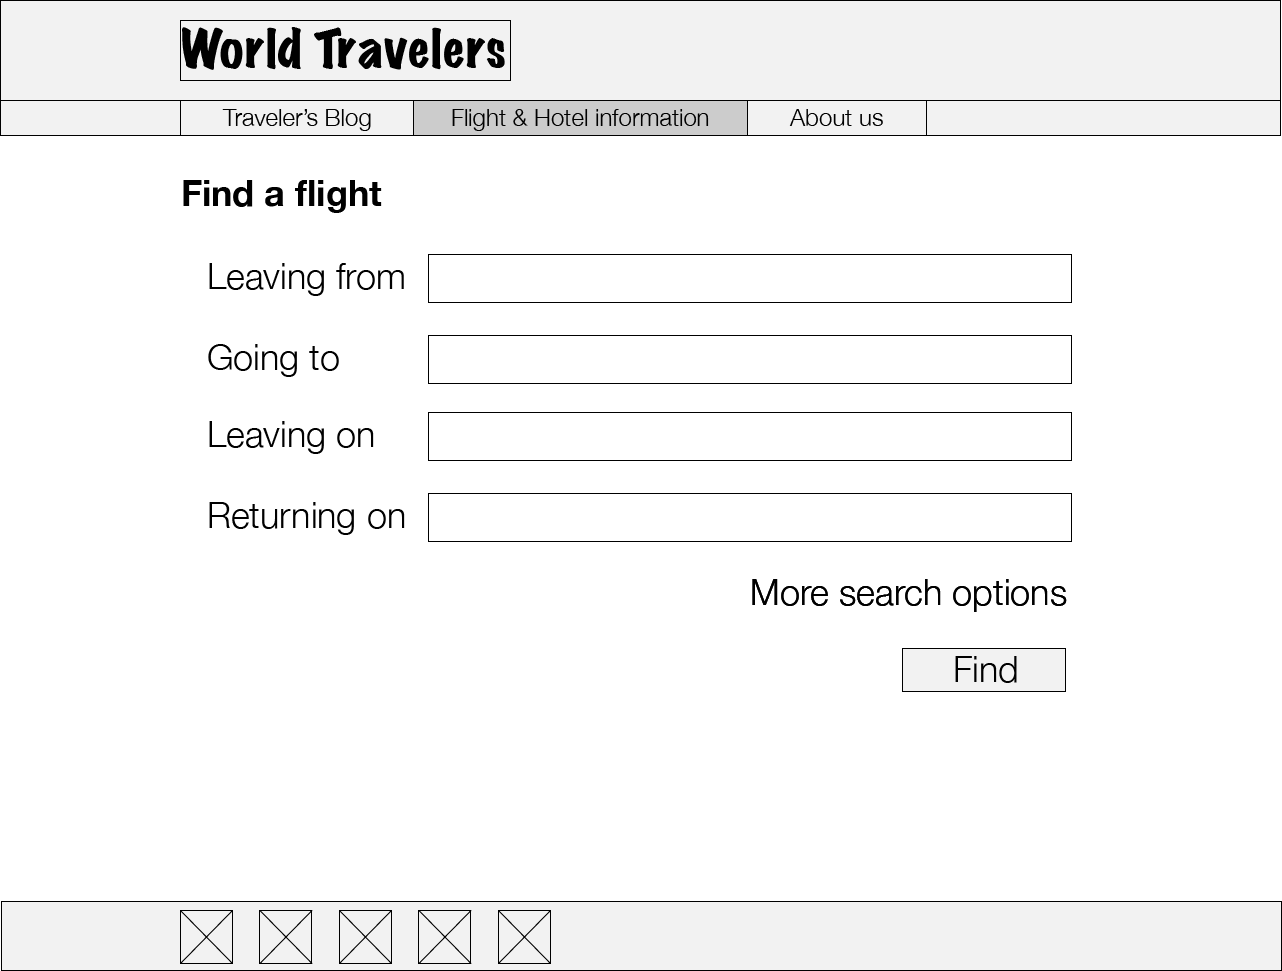 World Travelers
Traveler’s Blog
Flight & Hotel information
About us
Find a flight
Leaving from
Going to
Leaving on
Returning on
More search options
Find